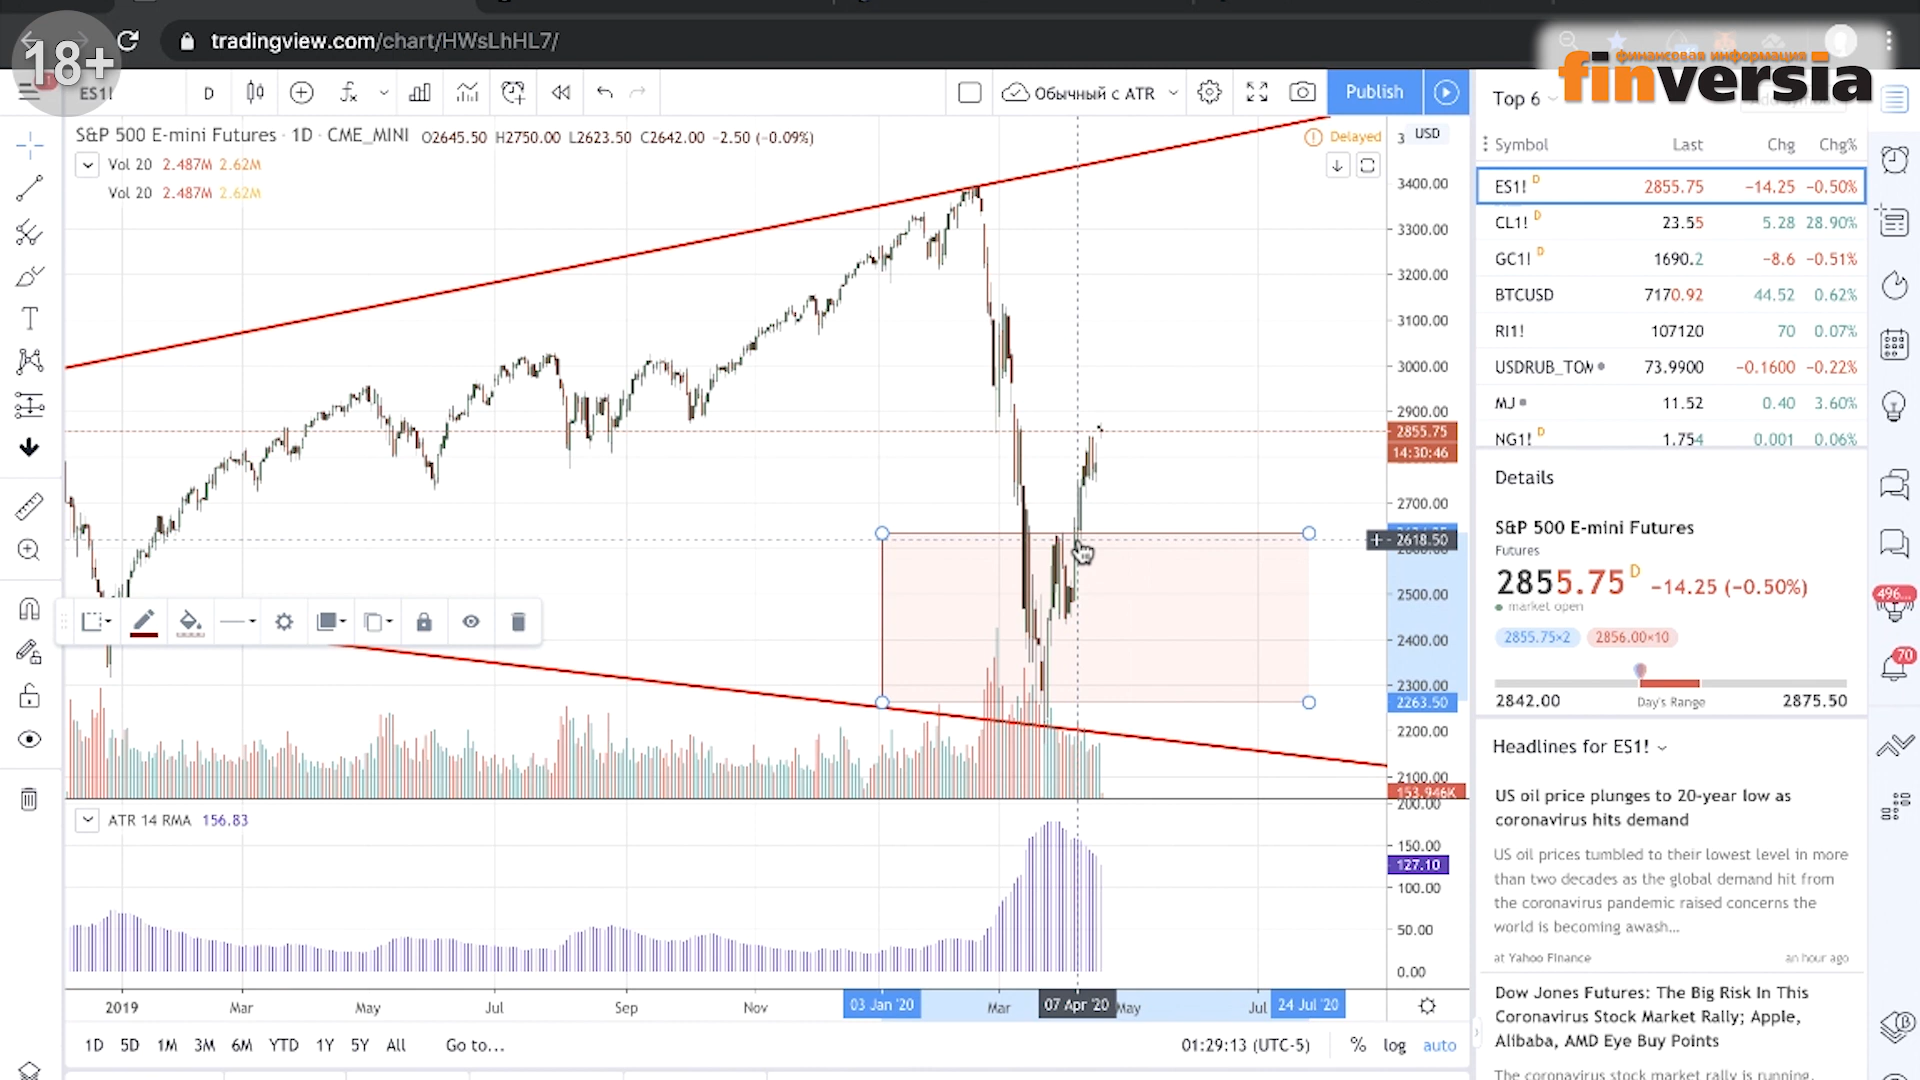 18+
tradingview.com/chart/HWsLhHL7/
финансовая информация
finversia
ES1!
D
Обычный с ATR
Publish
S&P 500 E-mini Futures · 1D · CME_MINI O2645.50 H2750.00 L2623.50 C2642.00 −2.50 (−0.09%)
Vol 20 2.487M 2.62M
Vol 20 2.487M 2.62M
Delayed
USD
3400.00
3300.00
3200.00
3100.00
3000.00
2900.00
2855.75
14:30:46
2700.00
2618.50
2500.00
2400.00
2300.00
2263.50
2200.00
2100.00
153.946K
200.00
ATR 14 RMA 156.83
150.00
127.10
100.00
50.00
0.00
2019 Mar May Jul Sep Nov 03 Jan '20 Mar 07 Apr '20 May Jul 24 Jul '20
1D 5D 1M 3M 6M YTD 1Y 5Y All Go to...
01:29:13 (UTC-5) % log auto
Top 6
Symbol Last Chg Chg%
ES1! D 2855.75 −14.25 −0.50%
CL1! D 23.55 5.28 28.90%
GC1! D 1690.2 −8.6 −0.51%
BTCUSD 7170.92 44.52 0.62%
RI1! 107120 70 0.07%
USDRUB_TOM 73.9900 −0.1600 −0.22%
MJ 11.52 0.40 3.60%
NG1! D 1.754 0.001 0.06%
Details
S&P 500 E-mini Futures
Futures
2855.75 D −14.25 (−0.50%)
market open
2855.75×2 2856.00×10
2842.00 Day's Range 2875.50
Headlines for ES1!
US oil price plunges to 20-year low as
coronavirus hits demand
US oil prices tumbled to their lowest level in more
than two decades as the global demand hit from
the coronavirus pandemic raised concerns the
world is becoming awash...
at Yahoo Finance an hour ago
Dow Jones Futures: The Big Risk In This
Coronavirus Stock Market Rally; Apple,
Alibaba, AMD Eye Buy Points
The coronavirus stock market rally is running,
496...
70